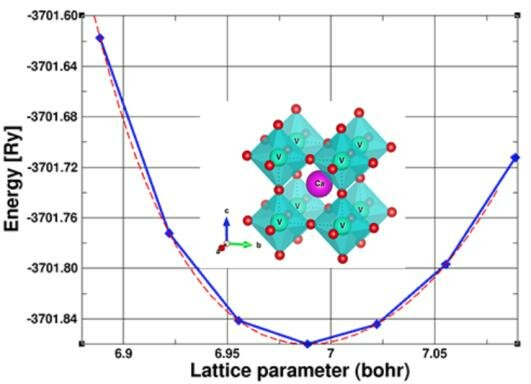 -3701.60
-3701.64
-3701.68
-3701.72
-3701.76
-3701.80
-3701.84
Energy [Ry]
V V
V V
Ca
V V
V V
c
b
a
6.9 6.95 7 7.05
Lattice parameter (bohr)